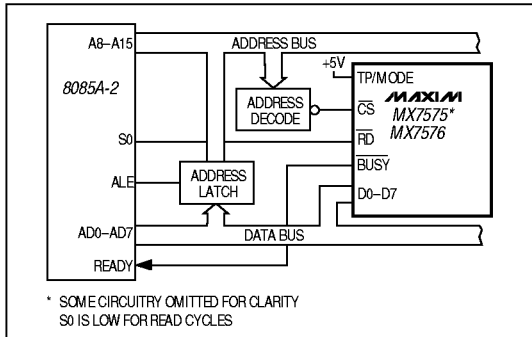 A8–A15
ADDRESS BUS
+5V
TP/MODE
8085A-2
ADDRESS
DECODE
CS
MAXIM
MX7575*
MX7576
S0
RD
ADDRESS
LATCH
BUSY
ALE
D0–D7
AD0–AD7
DATA BUS
READY
* SOME CIRCUITRY OMITTED FOR CLARITY
S0 IS LOW FOR READ CYCLES